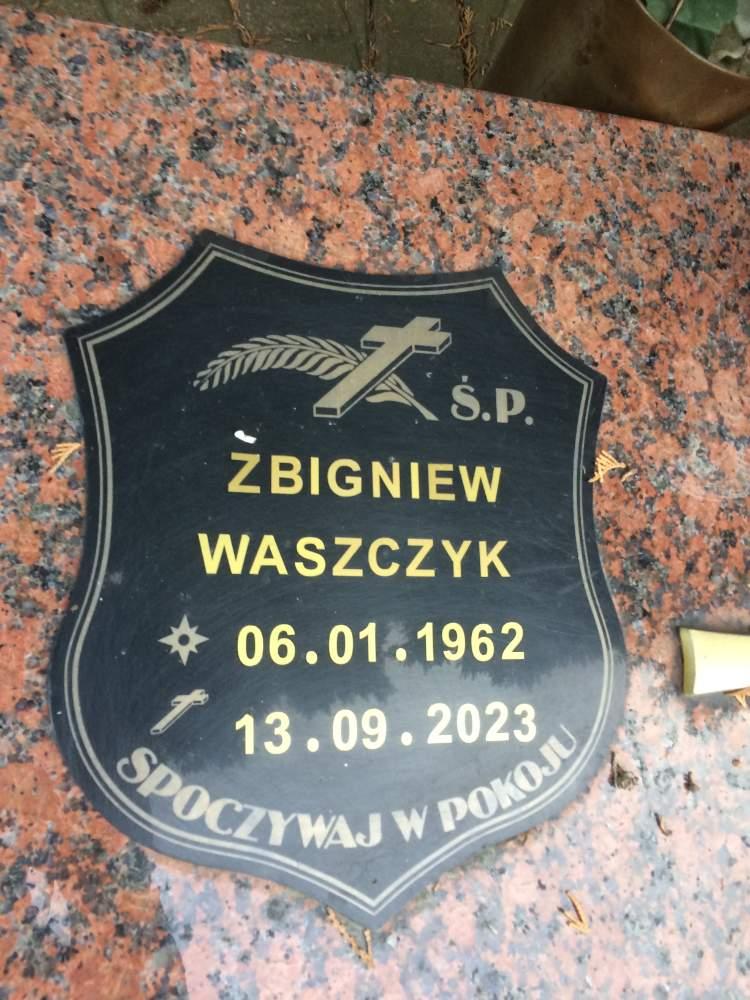 Ś.P.
ZBIGNIEW
WASZCZYK
06.01.1962
13.09.2023
SPOCZYWAJ W POKOJU